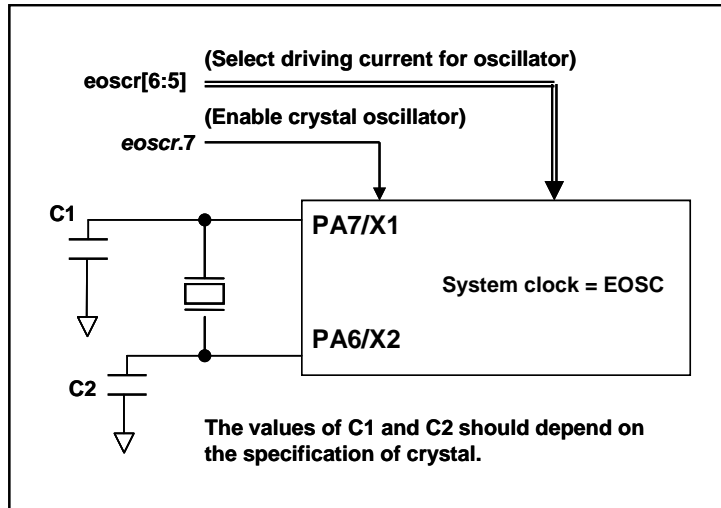 (Select driving current for oscillator)
eoscr[6:5]
(Enable crystal oscillator)
eoscr.7
C1
PA7/X1
System clock = EOSC
PA6/X2
C2
The values of C1 and C2 should depend on
the specification of crystal.